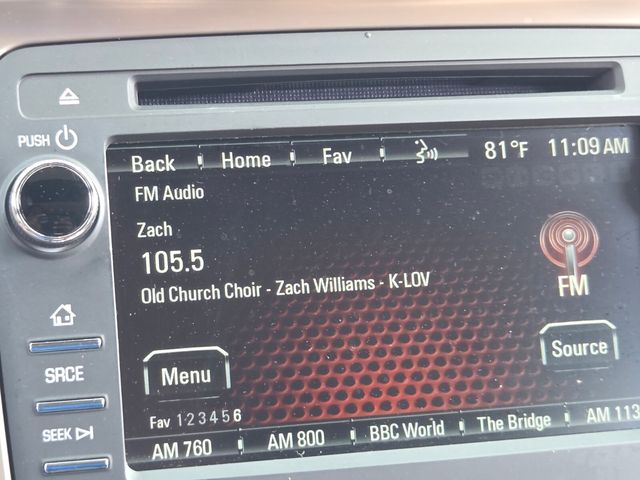 PUSH
Back Home Fav 81°F 11:09 AM
FM Audio
Zach
105.5
Old Church Choir - Zach Williams - K-LOV
FM
Menu
Source
SRCE
Fav 1-2-3-4-5-6
SEEK
AM 760 AM 800 BBC World The Bridge AM 113